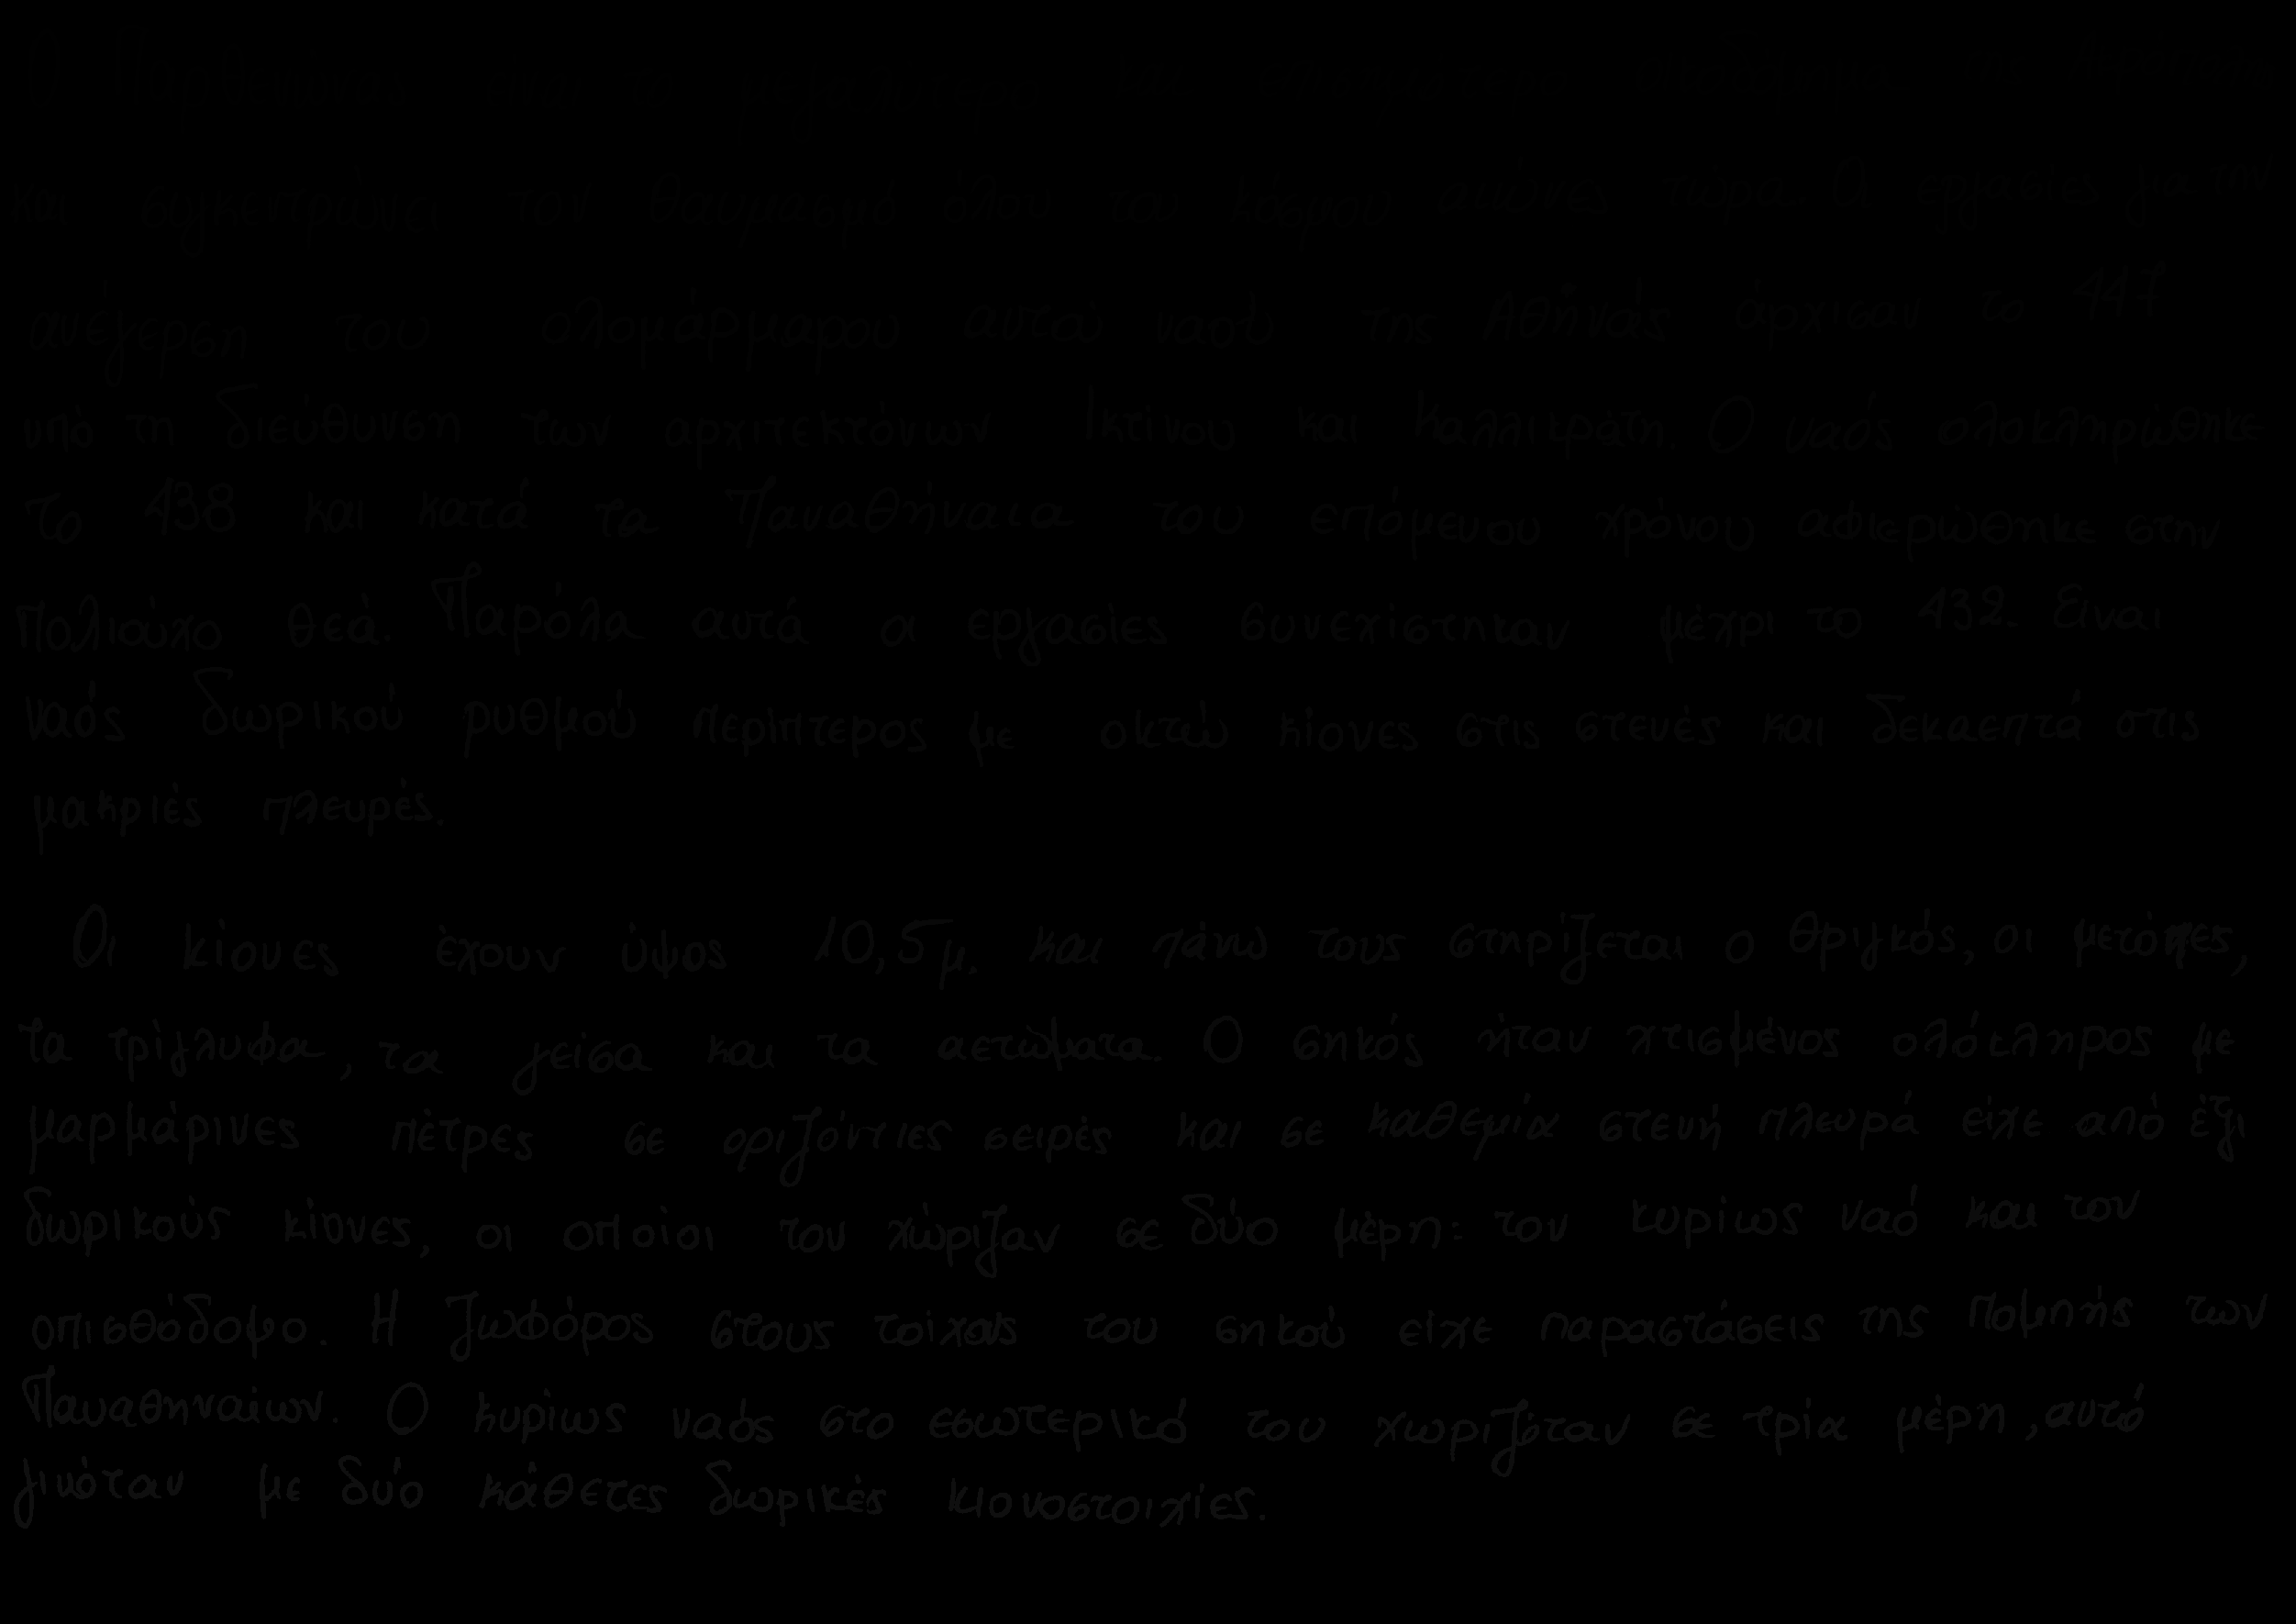 Ο Παρθενώνας είναι το
και συγκεντρώνει τον θαυμασμό όλου του κόσμου αιώνες τώρα. Οι εργασίες για την
ανέγερση του ολομάρμαρου αυτού ναού της Αθηνάς άρχισαν το 447
υπό τη διεύθυνση των αρχιτεκτόνων Ικτίνου και Καλλικράτη. Ο ναός ολοκληρώθηκε
το 438 και κατά τα Παναθήναια του επόμενου χρόνου αφιερώθηκε στην
πολιούχο θεά. Παρόλα αυτά οι εργασίες συνεχίστηκαν μέχρι το 432. Είναι
ναός δωρικού ρυθμού περίπτερος με οκτώ κίονες στις στενές και δεκαεπτά στις
μακριές πλευρές.
Οι κίονες έχουν ύψος 10,5μ. και πάνω τους στηρίζεται ο θριγκός, οι μετόπες,
τα τρίγλυφα, τα γείσα και τα αετώματα. Ο σηκός ήταν χτισμένος ολόκληρος με
μαρμάρινες πέτρες σε οριζόντιες σειρές και σε καθεμία στενή πλευρά είχε από έξι
δωρικούς κίονες, οι οποίοι τον χώριζαν σε δύο μέρη: τον κυρίως ναό και τον
οπισθόδομο. Η ζωφόρος στους τοίχους του σηκού είχε παραστάσεις της πομπής των
Παναθηναίων. Ο κυρίως ναός στο εσωτερικό του χωριζόταν σε τρία μέρη, αυτό
γινόταν με δύο κάθετες δωρικές κιονοστοιχίες.